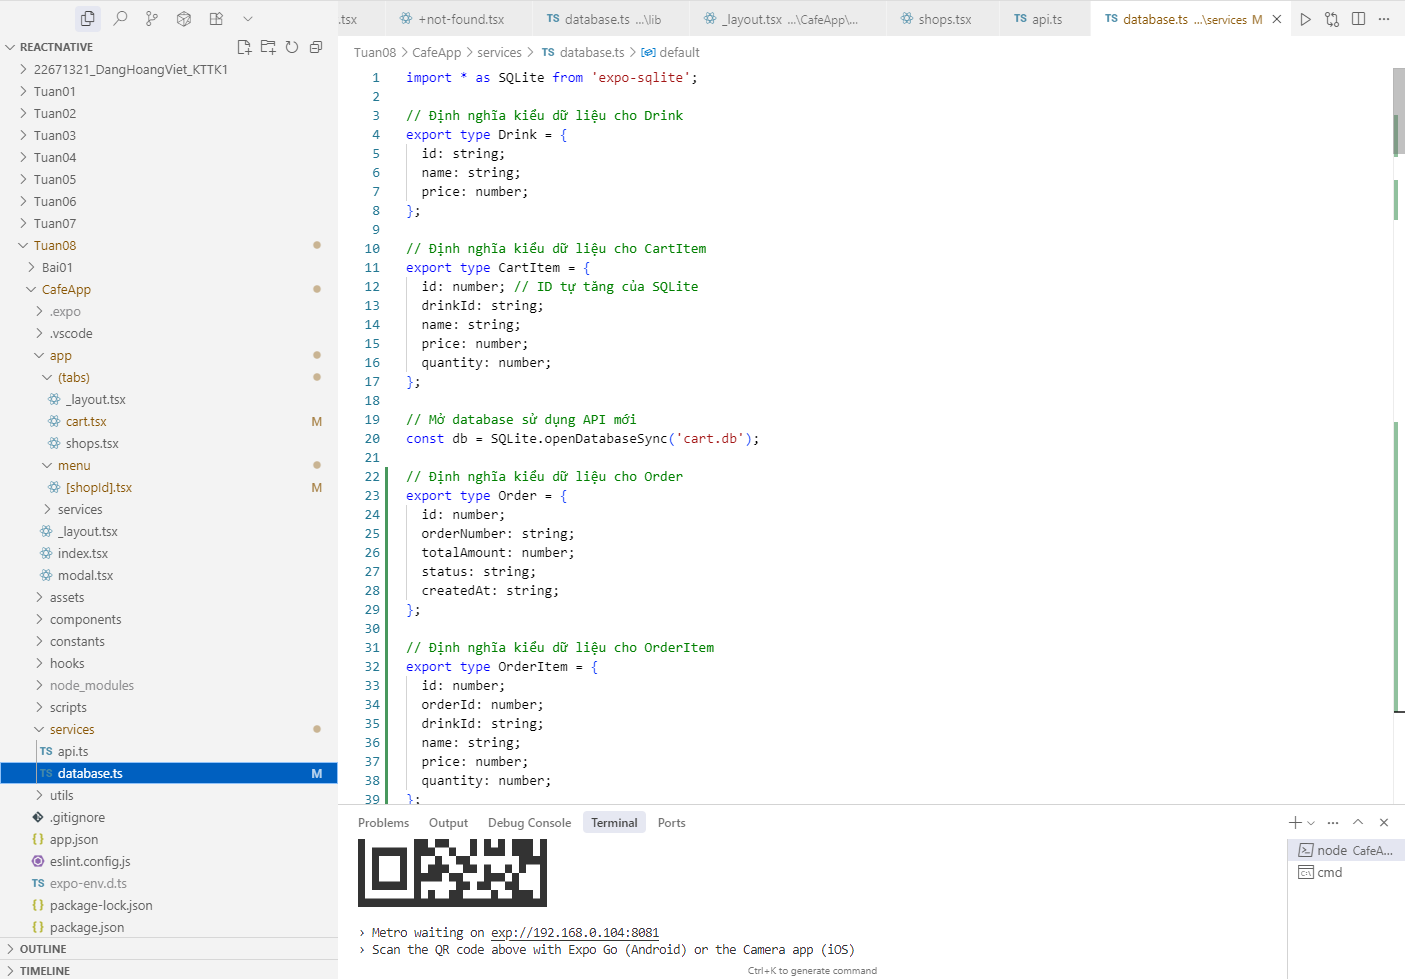 .tsx
+not-found.tsx
TS database.ts ...\lib
_layout.tsx ...\CafeApp\...
shops.tsx
TS api.ts
TS database.ts ...\services M
REACTNATIVE
22671321_DangHoangViet_KTTK1
Tuan01
Tuan02
Tuan03
Tuan04
Tuan05
Tuan06
Tuan07
Tuan08
Bai01
CafeApp
.expo
.vscode
app
(tabs)
_layout.tsx
cart.tsx M
shops.tsx
menu
[shopId].tsx M
services
_layout.tsx
index.tsx
modal.tsx
assets
components
constants
hooks
node_modules
scripts
services
TS api.ts
TS database.ts M
utils
.gitignore
{} app.json
eslint.config.js
TS expo-env.d.ts
{} package-lock.json
{} package.json
OUTLINE
TIMELINE
Tuan08 > CafeApp > services > TS database.ts > default
1 import * as SQLite from 'expo-sqlite';
2
3 // Định nghĩa kiểu dữ liệu cho Drink
4 export type Drink = {
5 id: string;
6 name: string;
7 price: number;
8 };
9
10 // Định nghĩa kiểu dữ liệu cho CartItem
11 export type CartItem = {
12 id: number; // ID tự tăng của SQLite
13 drinkId: string;
14 name: string;
15 price: number;
16 quantity: number;
17 };
18
19 // Mở database sử dụng API mới
20 const db = SQLite.openDatabaseSync('cart.db');
21
22 // Định nghĩa kiểu dữ liệu cho Order
23 export type Order = {
24 id: number;
25 orderNumber: string;
26 totalAmount: number;
27 status: string;
28 createdAt: string;
29 };
30
31 // Định nghĩa kiểu dữ liệu cho OrderItem
32 export type OrderItem = {
33 id: number;
34 orderId: number;
35 drinkId: string;
36 name: string;
37 price: number;
38 quantity: number;
39 };
Problems Output Debug Console Terminal Ports
› Metro waiting on exp://192.168.0.104:8081
› Scan the QR code above with Expo Go (Android) or the Camera app (iOS)
Ctrl+K to generate command
node CafeA...
cmd